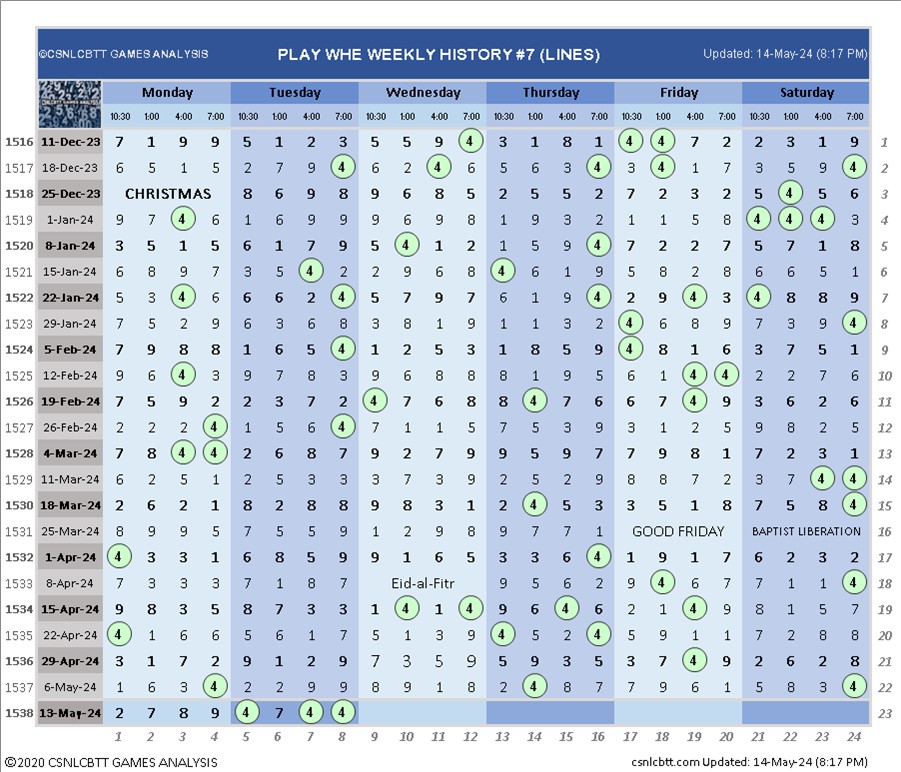 ©CSNLCBTT GAMES ANALYSIS PLAY WHE WEEKLY HISTORY #7 (LINES) Updated: 14-May-24 (8:17 PM)
CSNLCBTT GAMES ANALYSIS
Monday Tuesday Wednesday Thursday Friday Saturday
10:30 1:00 4:00 7:00 10:30 1:00 4:00 7:00 10:30 1:00 4:00 7:00 10:30 1:00 4:00 7:00 10:30 1:00 4:00 7:00 10:30 1:00 4:00 7:00
1516 11-Dec-23 7 1 9 9 5 1 2 3 5 5 9 4 3 1 8 1 4 4 7 2 2 3 1 9 1
1517 18-Dec-23 6 5 1 5 2 7 9 4 6 2 4 6 5 6 3 4 3 4 1 7 3 5 9 4 2
1518 25-Dec-23 CHRISTMAS 8 6 9 8 9 6 8 5 2 5 5 2 7 2 3 2 5 4 5 6 3
1519 1-Jan-24 9 7 4 6 1 6 9 9 9 6 9 8 1 9 3 2 1 1 5 8 4 4 4 3 4
1520 8-Jan-24 3 5 1 5 6 1 7 9 5 4 1 2 1 5 9 4 7 2 2 7 5 7 1 8 5
1521 15-Jan-24 6 8 9 7 3 5 4 2 2 9 6 8 4 6 1 9 5 8 2 8 6 6 5 1 6
1522 22-Jan-24 5 3 4 6 6 6 2 4 5 7 9 7 6 1 9 4 2 9 4 3 4 8 8 9 7
1523 29-Jan-24 7 5 2 9 6 3 6 8 3 8 1 9 1 1 3 2 4 6 8 9 7 3 9 4 8
1524 5-Feb-24 7 9 8 8 1 6 5 4 1 2 5 3 1 8 5 9 4 8 1 6 3 7 5 1 9
1525 12-Feb-24 9 6 4 3 9 7 8 3 9 6 8 8 8 1 9 5 6 1 4 4 2 2 7 6 10
1526 19-Feb-24 7 5 9 2 2 3 7 2 4 7 6 8 8 4 7 6 6 7 4 9 3 6 2 6 11
1527 26-Feb-24 2 2 2 4 1 5 6 4 7 1 1 5 7 5 3 9 3 1 2 5 9 8 2 5 12
1528 4-Mar-24 7 8 4 4 2 6 8 7 9 2 7 9 9 5 9 7 7 9 8 1 7 2 3 1 13
1529 11-Mar-24 6 2 5 1 2 8 3 3 6 7 3 9 2 5 2 9 8 8 7 2 3 7 4 4 14
1530 18-Mar-24 2 6 2 1 8 2 8 8 9 8 3 1 2 4 5 3 3 5 1 8 7 5 8 4 15
1531 25-Mar-24 8 9 9 5 7 5 5 9 1 2 9 8 9 7 7 1 GOOD FRIDAY BAPTIST LIBERATION 16
1532 1-Apr-24 4 3 3 1 6 8 5 9 9 1 6 5 3 3 6 4 1 9 1 7 6 2 3 2 17
1533 8-Apr-24 7 3 3 3 7 1 8 7 Eid-al-Fitr 9 5 6 2 9 4 6 7 7 1 1 4 18
1534 15-Apr-24 9 8 3 5 8 7 3 3 1 4 1 4 9 6 4 6 2 1 4 9 8 1 5 7 19
1535 22-Apr-24 4 1 6 6 5 6 1 7 5 1 3 9 4 5 2 4 5 9 1 1 7 2 8 8 20
1536 29-Apr-24 3 1 7 2 9 1 2 9 7 3 5 9 5 9 3 5 3 7 4 9 2 6 2 8 21
1537 6-May-24 1 6 3 4 2 2 9 9 8 9 1 8 2 4 8 7 7 9 6 1 5 8 3 4 22
1538 13-May-24 2 7 8 9 4 7 4 4 23
1 2 3 4 5 6 7 8 9 10 11 12 13 14 15 16 17 18 19 20 21 22 23 24
©2020 CSNLCBTT GAMES ANALYSIS csnlcbtt.com Updated: 14-May-24 (8:17 PM)